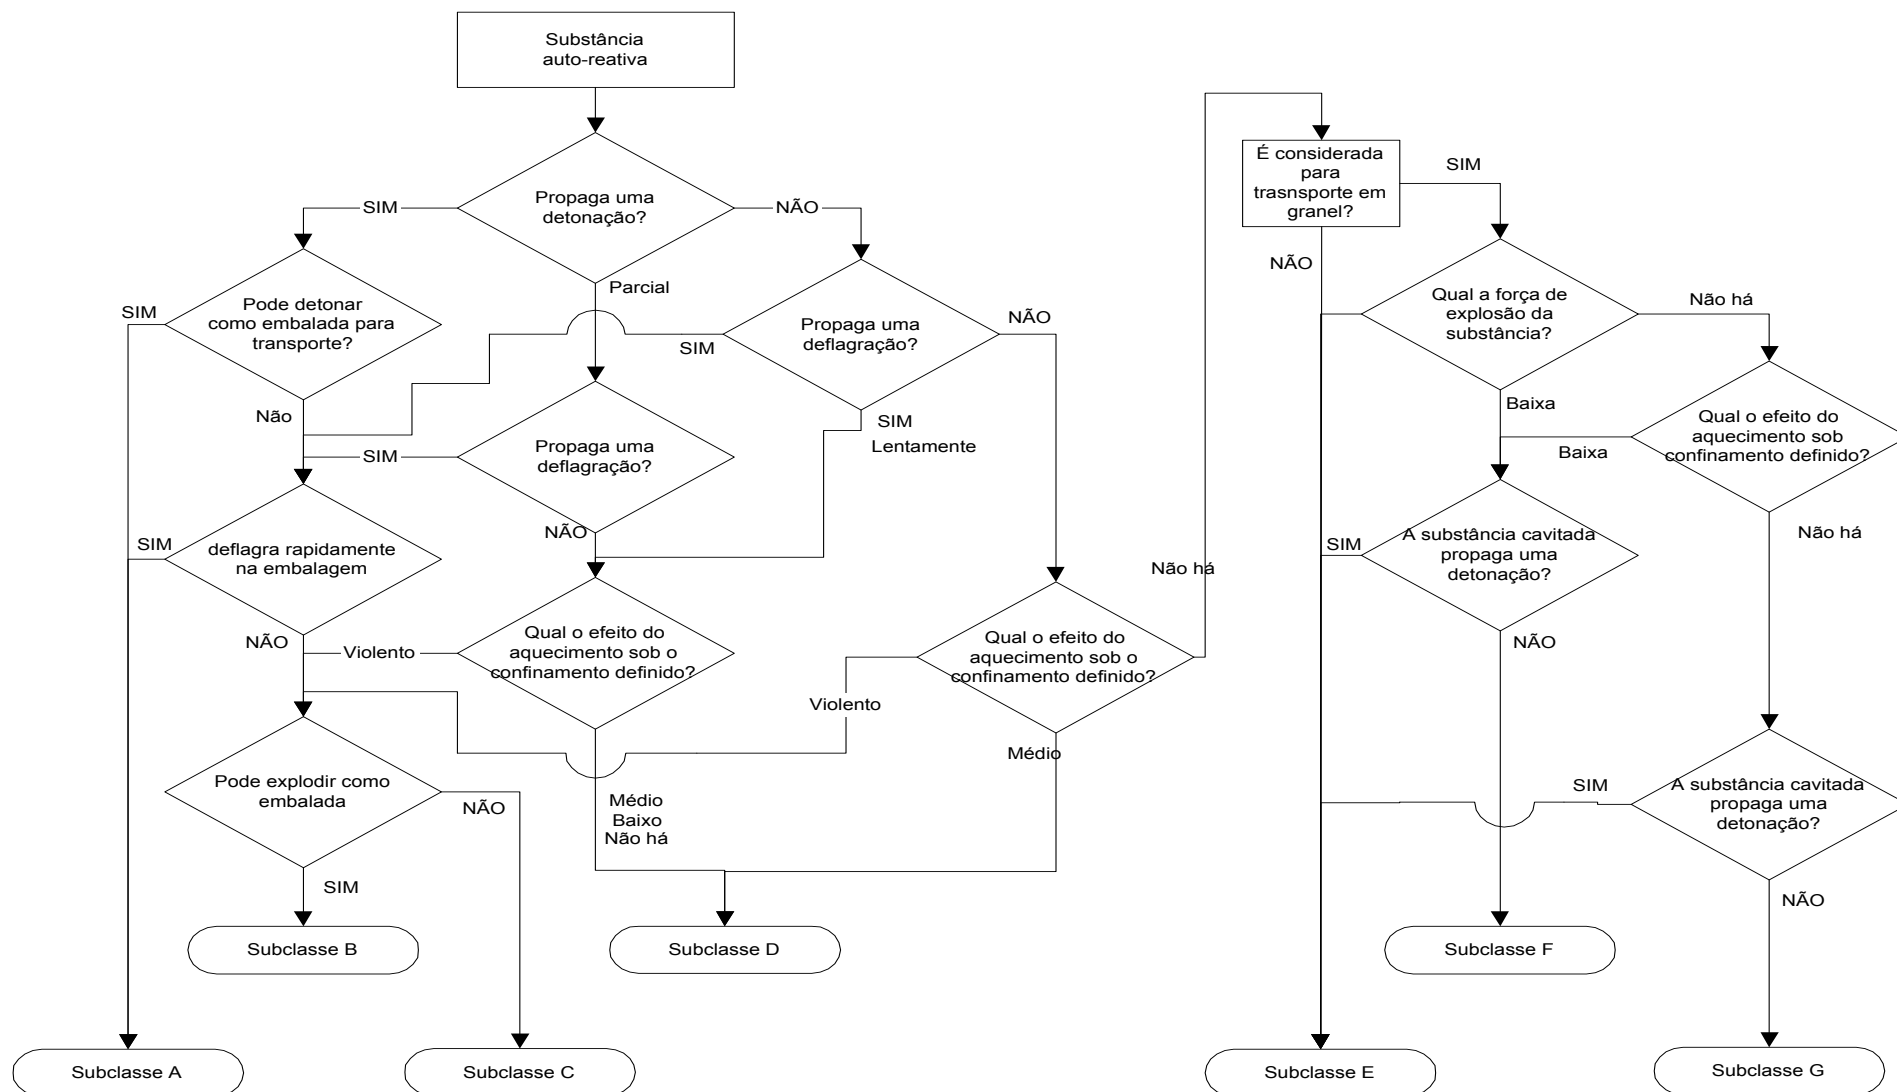 Substância
auto-reativa
Propaga uma
detonação?
SIM
NÃO
Parcial
Pode detonar
como embalada para
transporte?
SIM
Não
Propaga uma
deflagração?
SIM
NÃO
SIM
Lentamente
Propaga uma
deflagração?
SIM
NÃO
deflagra rapidamente
na embalagem
SIM
NÃO
Qual o efeito do
aquecimento sob o
confinamento definido?
Violento
Médio
Baixo
Não há
Qual o efeito do
aquecimento sob o
confinamento definido?
Violento
Médio
Não há
Pode explodir como
embalada
NÃO
SIM
Subclasse B
Subclasse D
Subclasse A
Subclasse C
É considerada
para
trasnsporte em
granel?
SIM
NÃO
Qual a força de
explosão da
substância?
Não há
Baixa
Qual o efeito do
aquecimento sob
confinamento definido?
Baixa
Não há
A substância cavitada
propaga uma
detonação?
SIM
NÃO
A substância cavitada
propaga uma
detonação?
SIM
NÃO
Subclasse F
Subclasse E
Subclasse G